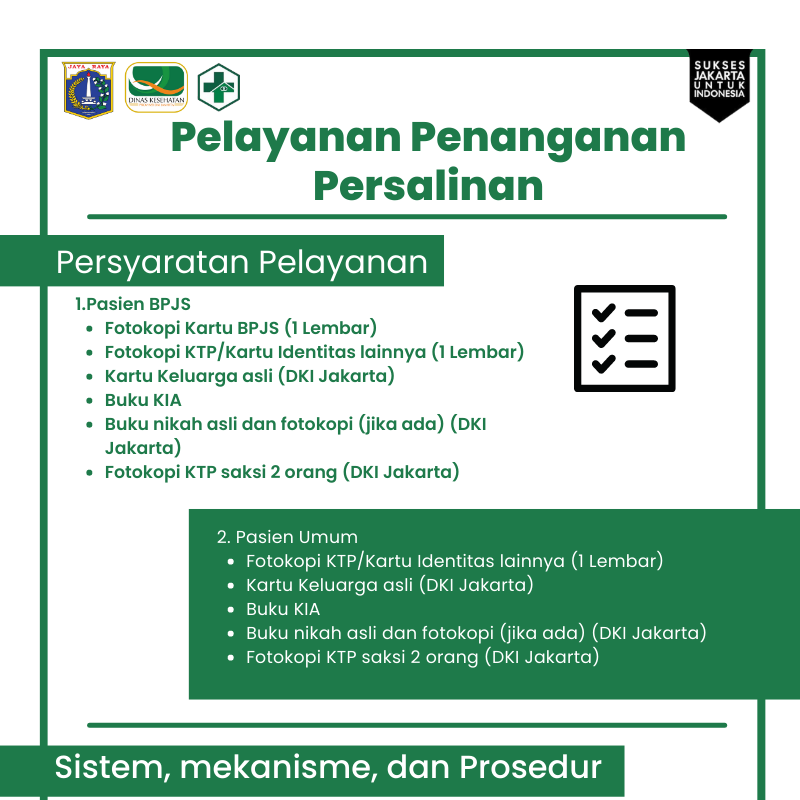 JAYA RAYA
DINAS KESEHATAN
SUKSES
JAKARTA
UNTUK
INDONESIA
Pelayanan Penanganan
Persalinan
Persyaratan Pelayanan
1.Pasien BPJS
• Fotokopi Kartu BPJS (1 Lembar)
• Fotokopi KTP/Kartu Identitas lainnya (1 Lembar)
• Kartu Keluarga asli (DKI Jakarta)
• Buku KIA
• Buku nikah asli dan fotokopi (jika ada) (DKI
Jakarta)
• Fotokopi KTP saksi 2 orang (DKI Jakarta)
2. Pasien Umum
• Fotokopi KTP/Kartu Identitas lainnya (1 Lembar)
• Kartu Keluarga asli (DKI Jakarta)
• Buku KIA
• Buku nikah asli dan fotokopi (jika ada) (DKI Jakarta)
• Fotokopi KTP saksi 2 orang (DKI Jakarta)
Sistem, mekanisme, dan Prosedur